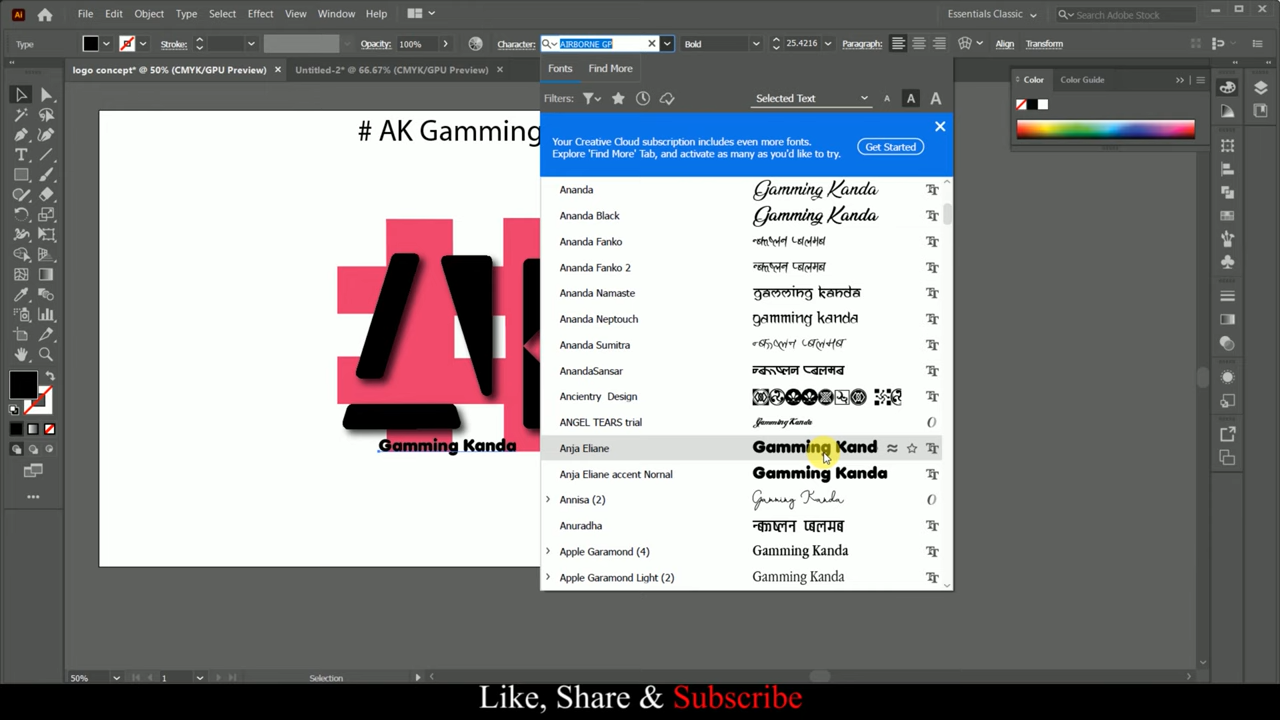 Ai File Edit Object Type Select Effect View Window Help Essentials Classic Search Adobe Stock
Type Stroke: Opacity: 100% Character: AIRBORNE GP Bold 25.4216 Paragraph: Align Transform
logo concept* @ 50% (CMYK/GPU Preview) × Untitled-2* @ 66.67% (CMYK/GPU Preview) ×
Fonts Find More
Color Color Guide
Filters: Selected Text A A A
# AK Gamming
Your Creative Cloud subscription includes even more fonts.
Explore 'Find More' Tab, and activate as many as you'd like to try.
Get Started
Ananda Gamming Kanda
Ananda Black Gamming Kanda
Ananda Fanko
Ananda Fanko 2
Ananda Namaste gamming kanda
Ananda Neptouch gamming kanda
Ananda Sumitra
AnandaSansar
Ancientry Design
ANGEL TEARS trial Gamming Kanda
Anja Eliane Gamming Kand
Anja Eliane accent Nornal Gamming Kanda
Annisa (2) Gamming Kanda
Anuradha
Apple Garamond (4) Gamming Kanda
Apple Garamond Light (2) Gamming Kanda
AK
Gamming Kanda
50% 1 Selection
Like, Share & Subscribe